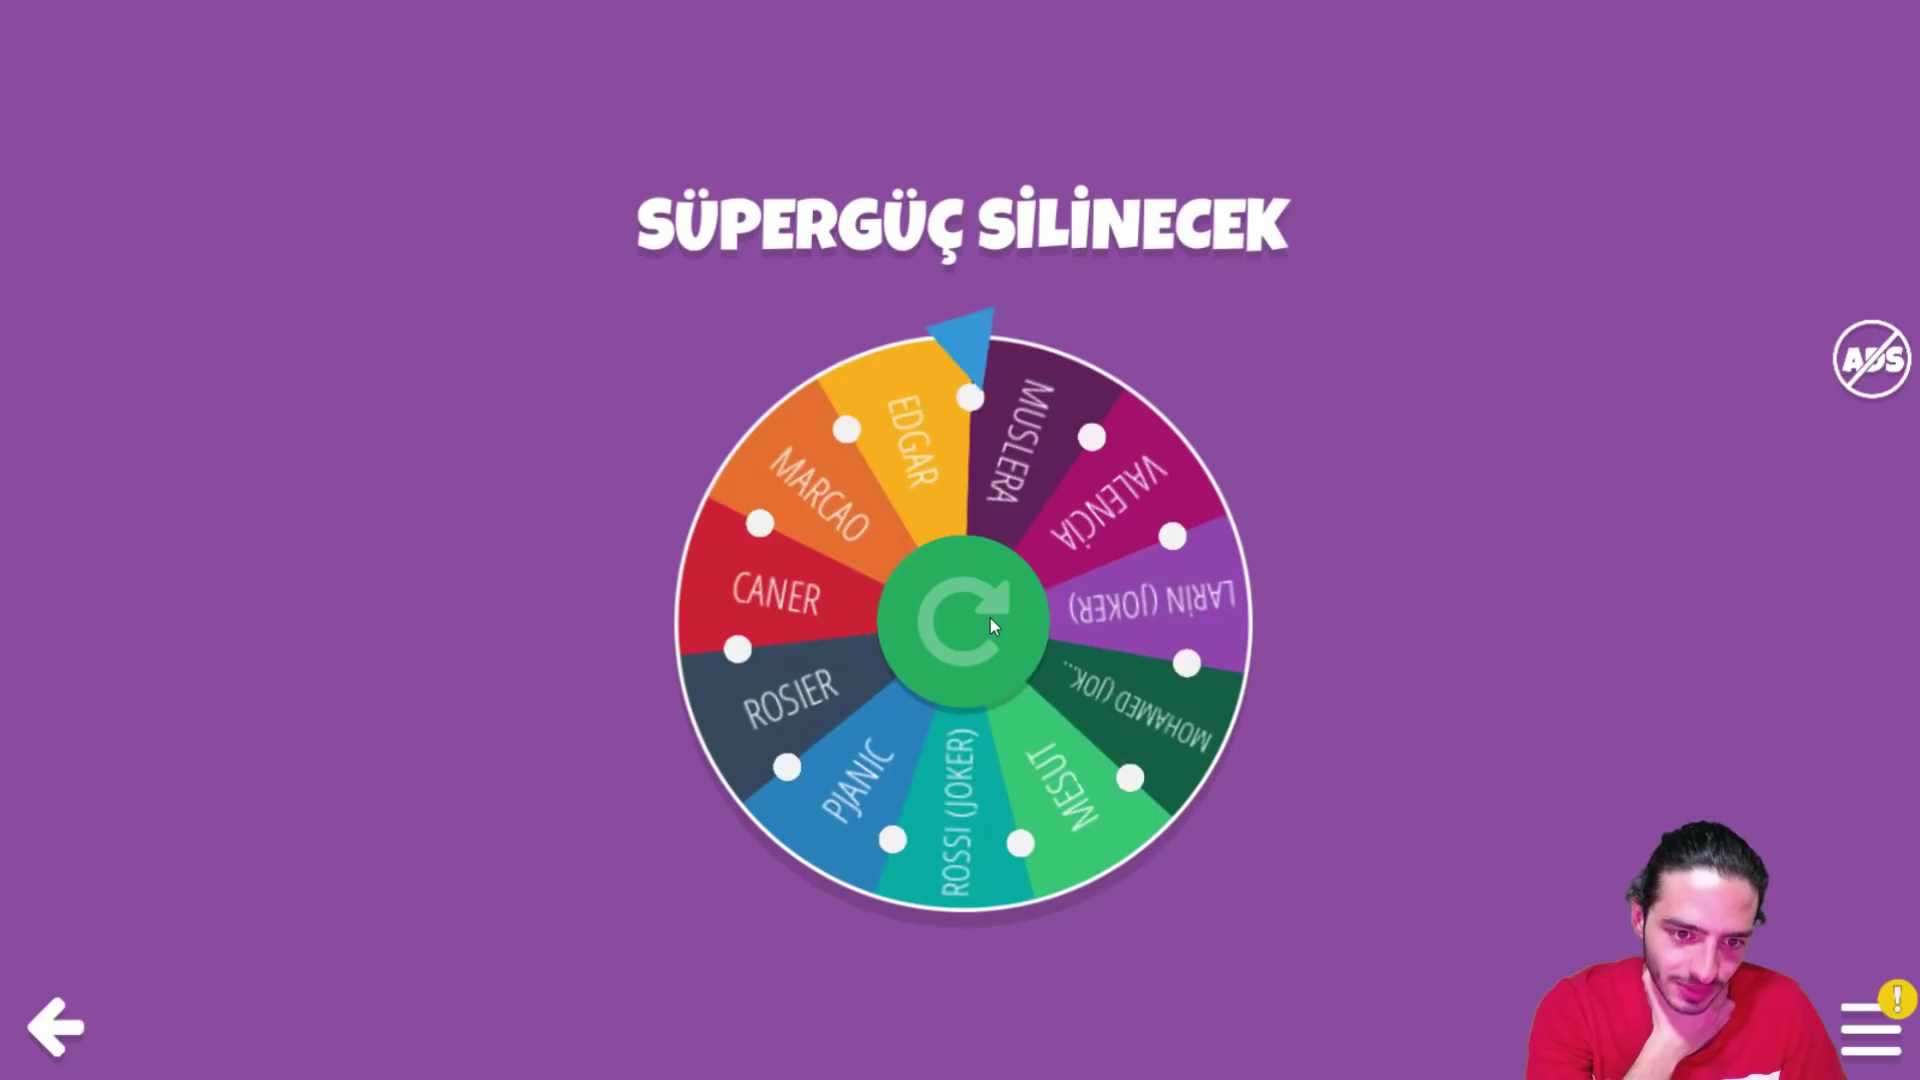 SÜPERGÜÇ SİLİNECEK
MUSLERA
VALENCİA
LARİN (JOKER)
MOHAMED (JOK...
MESUT
ROSSI (JOKER)
PJANIC
ROSIER
CANER
MARCAO
EDGAR
ADS
!